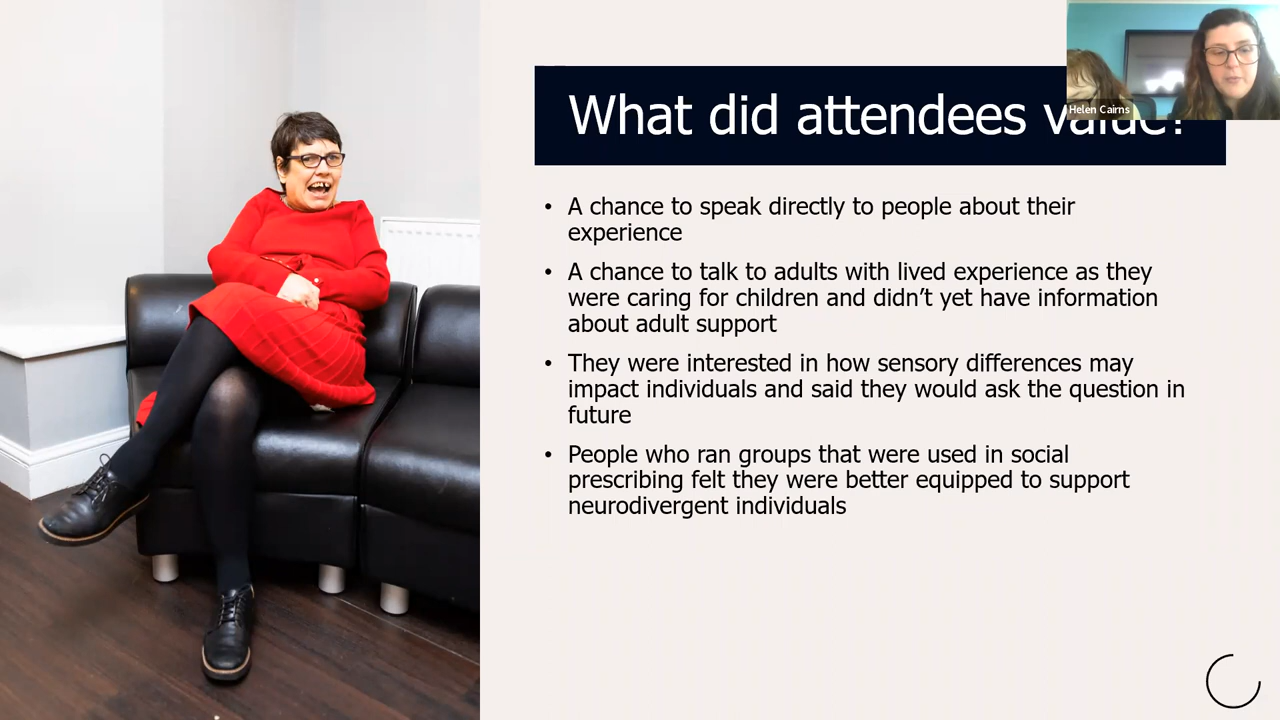 Helen Cairns
What did attendees value?
• A chance to speak directly to people about their
experience
• A chance to talk to adults with lived experience as they
were caring for children and didn’t yet have information
about adult support
• They were interested in how sensory differences may
impact individuals and said they would ask the question in
future
• People who ran groups that were used in social
prescribing felt they were better equipped to support
neurodivergent individuals